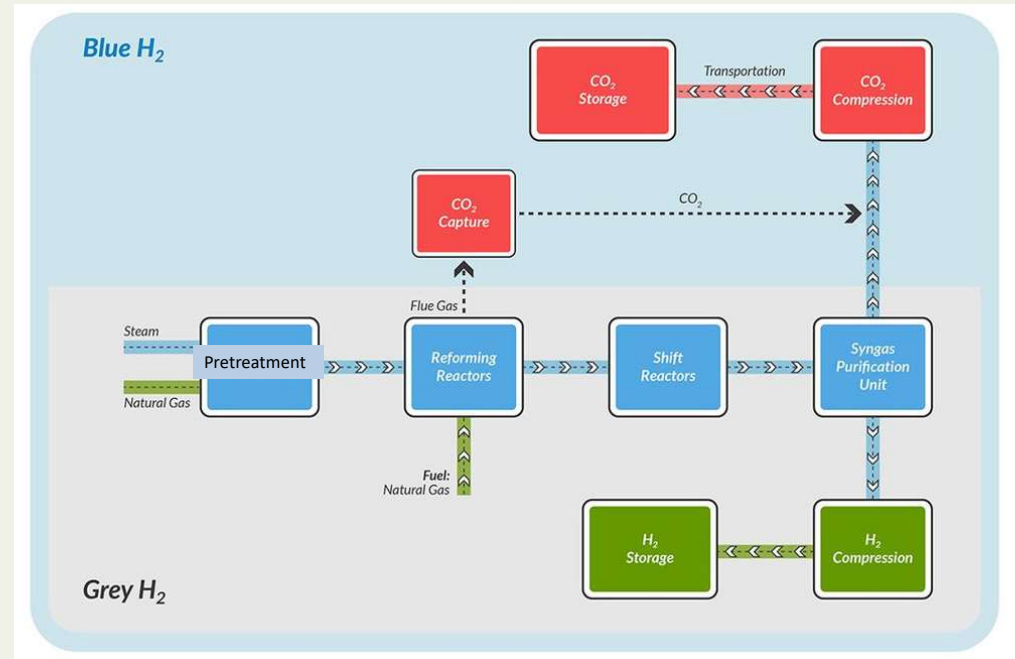 Blue H₂
CO₂
Storage
Transportation
CO₂
Compression
CO₂
Capture
CO₂
Flue Gas
Steam
Natural Gas
Pretreatment
Reforming
Reactors
Shift
Reactors
Syngas
Purification
Unit
Fuel:
Natural Gas
H₂
Storage
H₂
Compression
Grey H₂